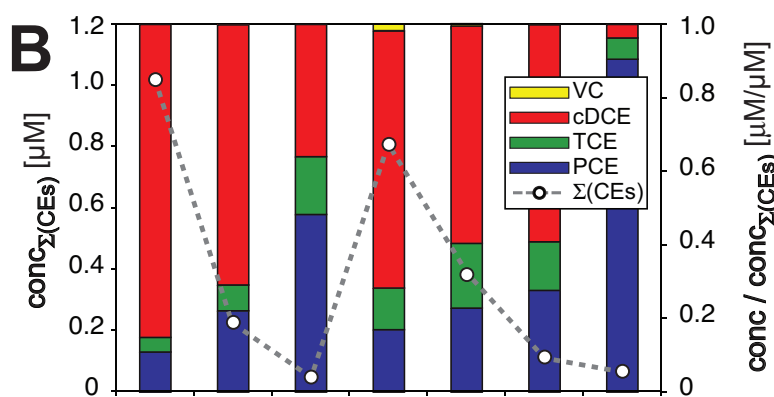 B
conc_Σ(CEs) [µM]
1.2
1.0
0.8
0.6
0.4
0.2
0
VC
cDCE
TCE
PCE
Σ(CEs)
1.0
0.8
0.6
0.4
0.2
0
conc / conc_Σ(CEs) [µM/µM]